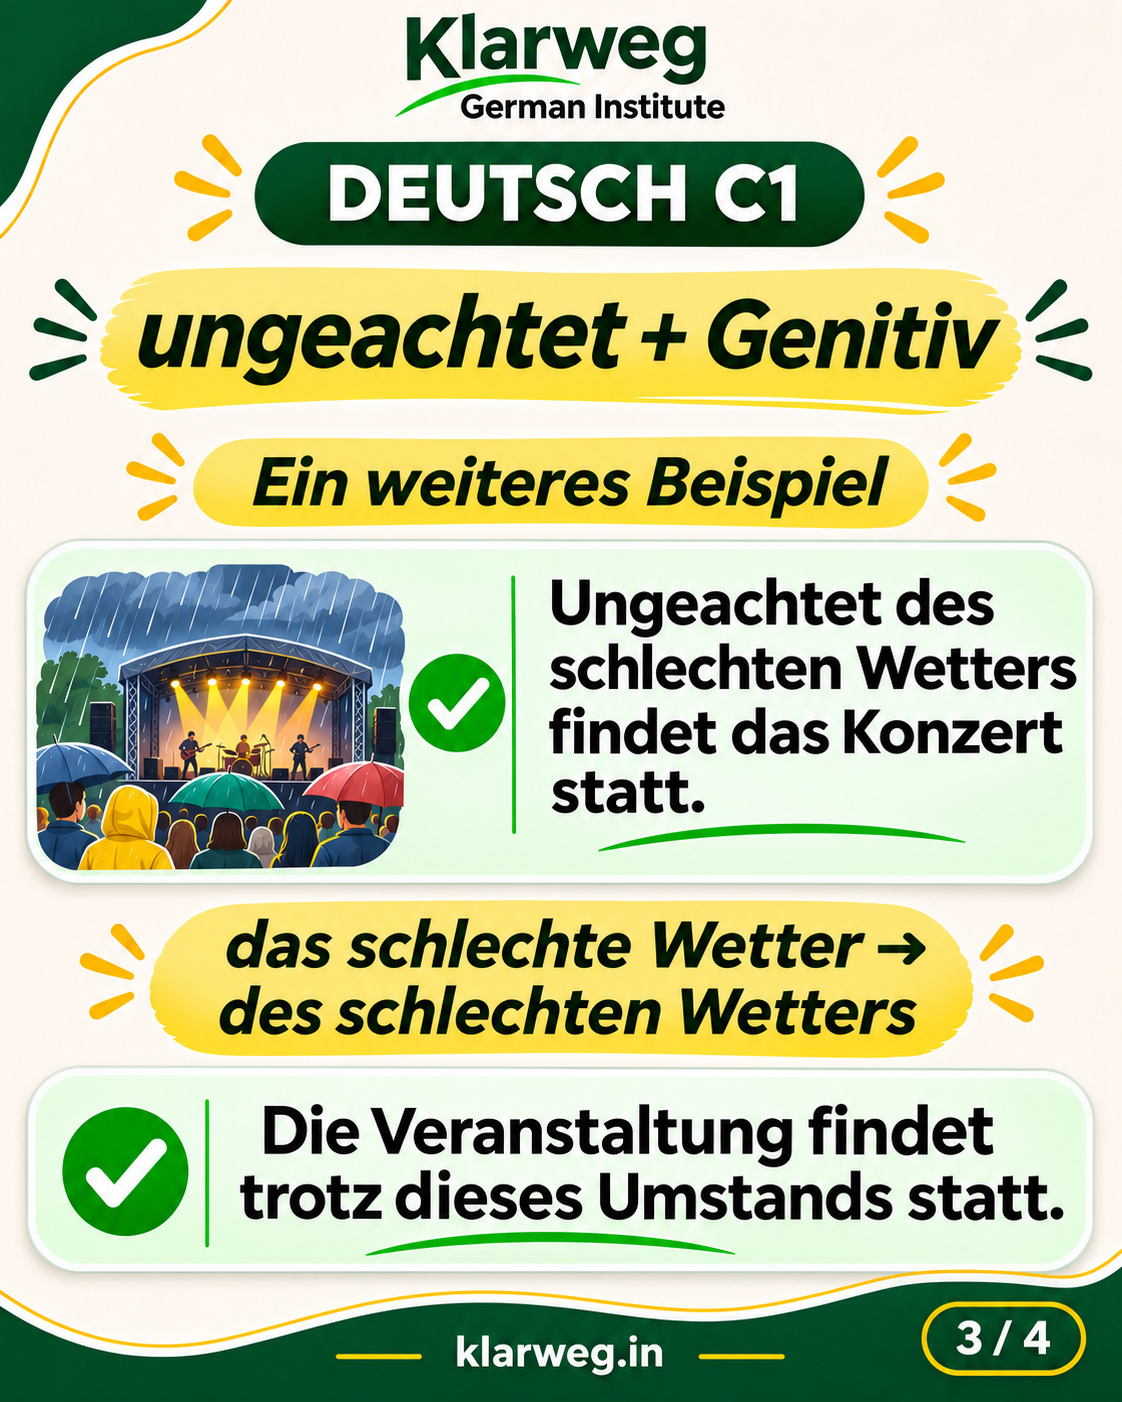 Klarweg
German Institute
DEUTSCH C1
ungeachtet + Genitiv
Ein weiteres Beispiel
Ungeachtet des
schlechten Wetters
findet das Konzert
statt.
das schlechte Wetter →
des schlechten Wetters
Die Veranstaltung findet
trotz dieses Umstands statt.
klarweg.in
3 / 4